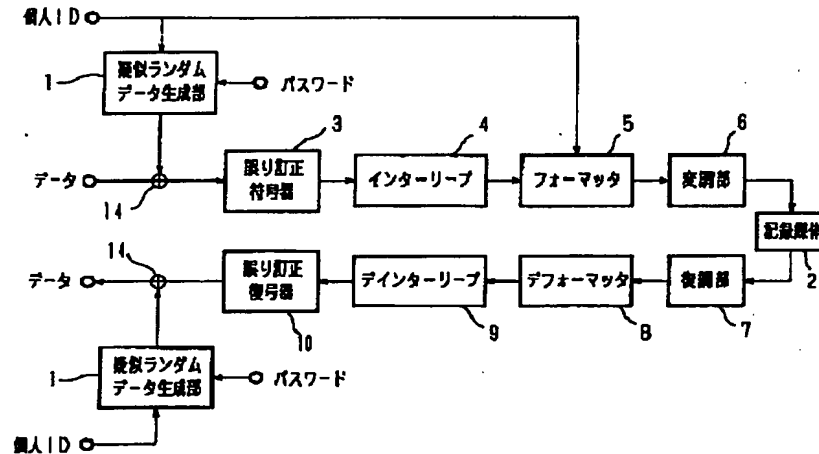 個人ID
1
疑似ランダム
データ生成部
パスワード
3
4
5
6
データ
14
誤り訂正
符号器
インターリーブ
フォーマッタ
変調部
記録媒体
2
14
データ
誤り訂正
復号器
デインターリーブ
デフォーマッタ
復調部
10
9
8
7
1
疑似ランダム
データ生成部
パスワード
個人ID